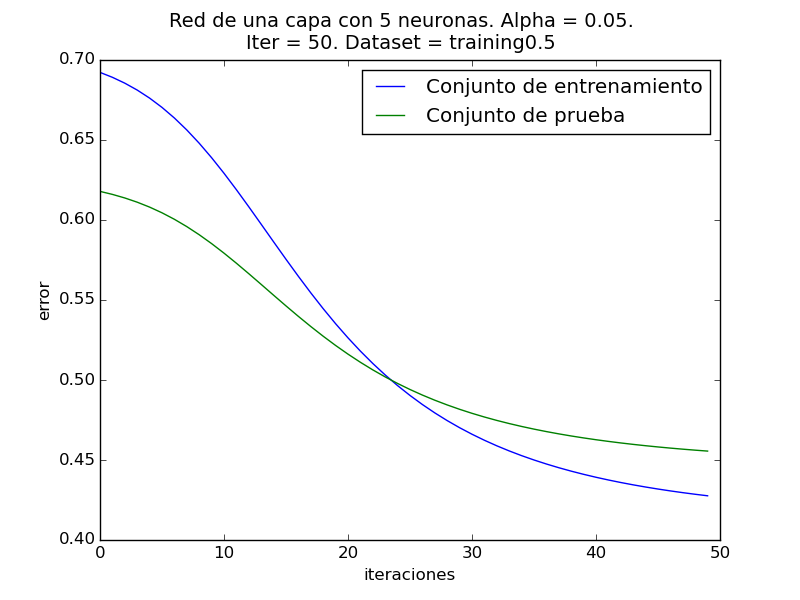 Red de una capa con 5 neuronas. Alpha = 0.05.
Iter = 50. Dataset = training0.5
Conjunto de entrenamiento
Conjunto de prueba
error
0.70
0.65
0.60
0.55
0.50
0.45
0.40
0 10 20 30 40 50
iteraciones